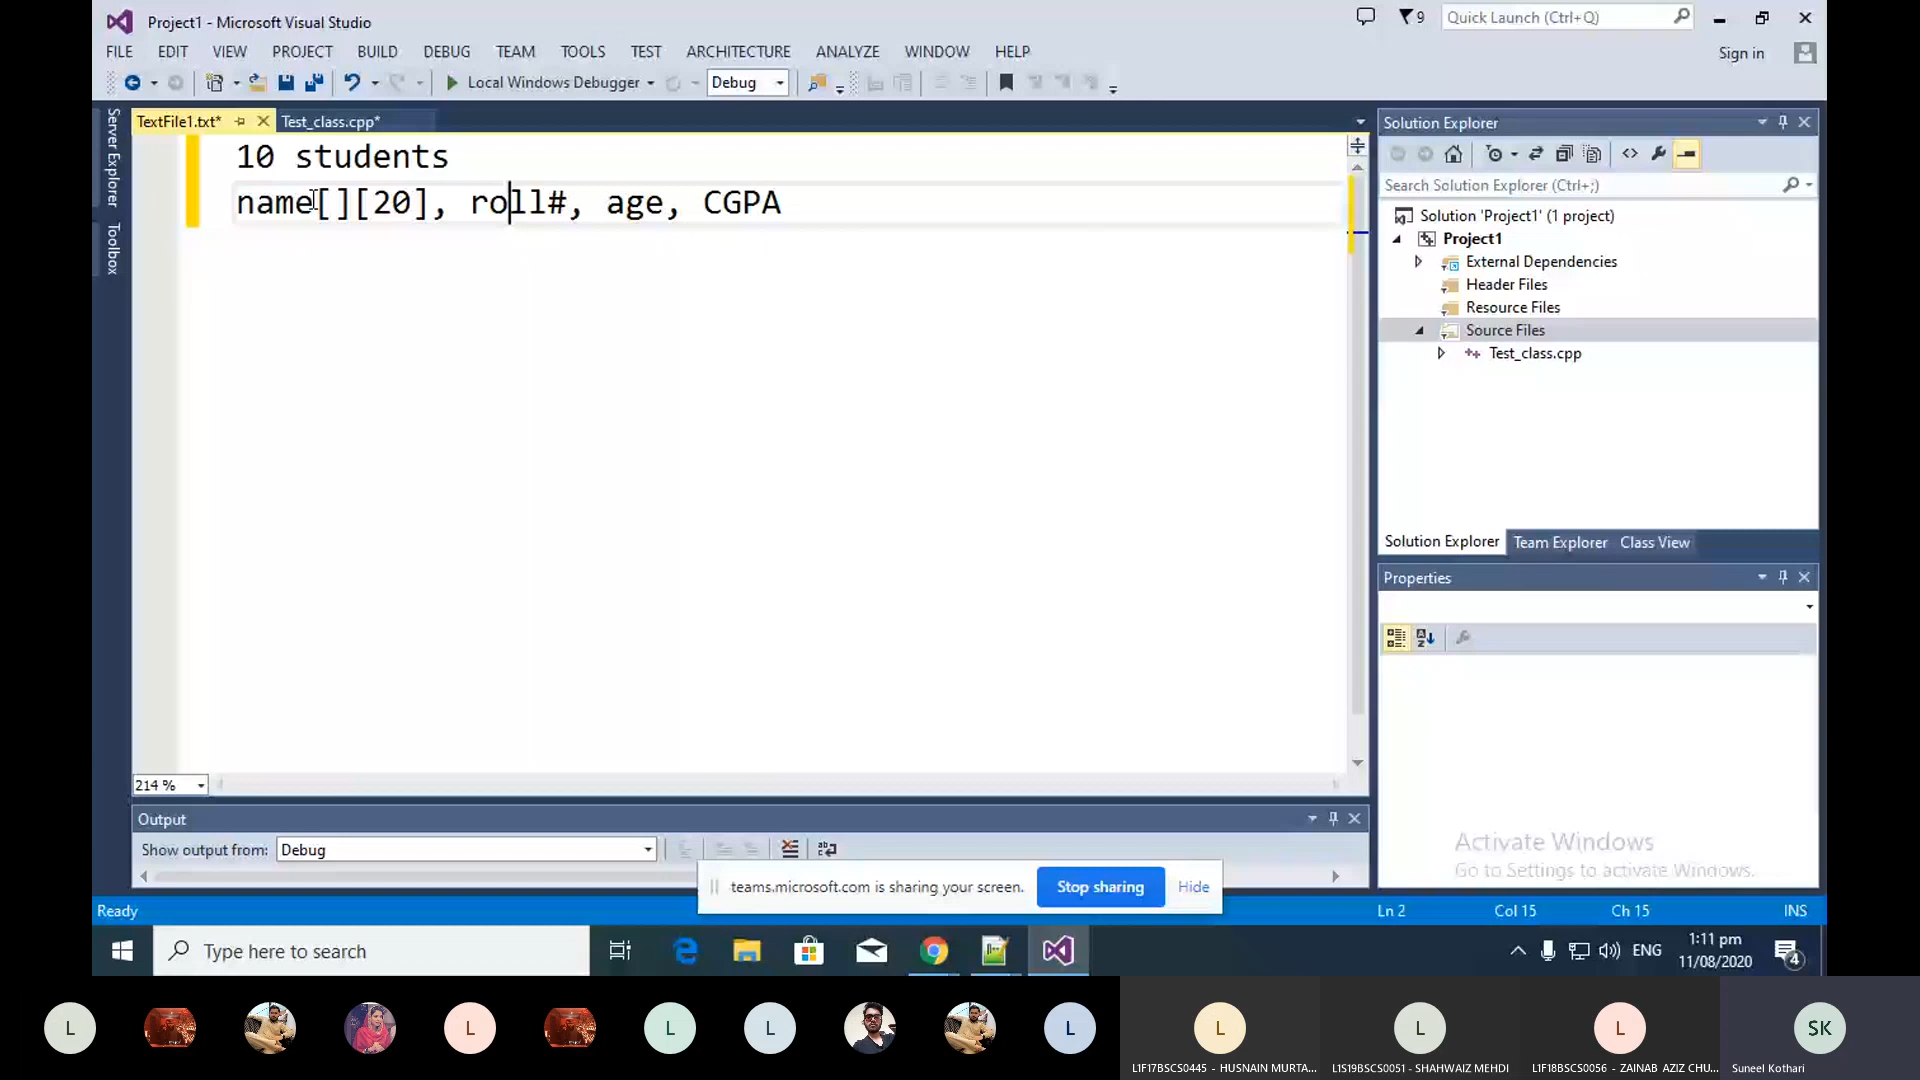 Project1 - Microsoft Visual Studio
9
Quick Launch (Ctrl+Q)
FILE EDIT VIEW PROJECT BUILD DEBUG TEAM TOOLS TEST ARCHITECTURE ANALYZE WINDOW HELP
Sign in
Local Windows Debugger
Debug
Server Explorer
Toolbox
TextFile1.txt*
Test_class.cpp*
10 students
name[][20], roll#, age, CGPA
214 %
Solution Explorer
Search Solution Explorer (Ctrl+;)
Solution 'Project1' (1 project)
Project1
External Dependencies
Header Files
Resource Files
Source Files
Test_class.cpp
Solution Explorer Team Explorer Class View
Properties
Output
Show output from: Debug
Activate Windows
Go to Settings to activate Windows.
teams.microsoft.com is sharing your screen. Stop sharing Hide
Ready
Ln 2 Col 15 Ch 15 INS
Type here to search
ENG
1:11 pm
11/08/2020
4
L L L L L L L L SK
L1F17BSCS0445 - HUSNAIN MURTA...
L1S19BSCS0051 - SHAHWAIZ MEHDI
L1F18BSCS0056 - ZAINAB AZIZ CHU...
Suneel Kothari